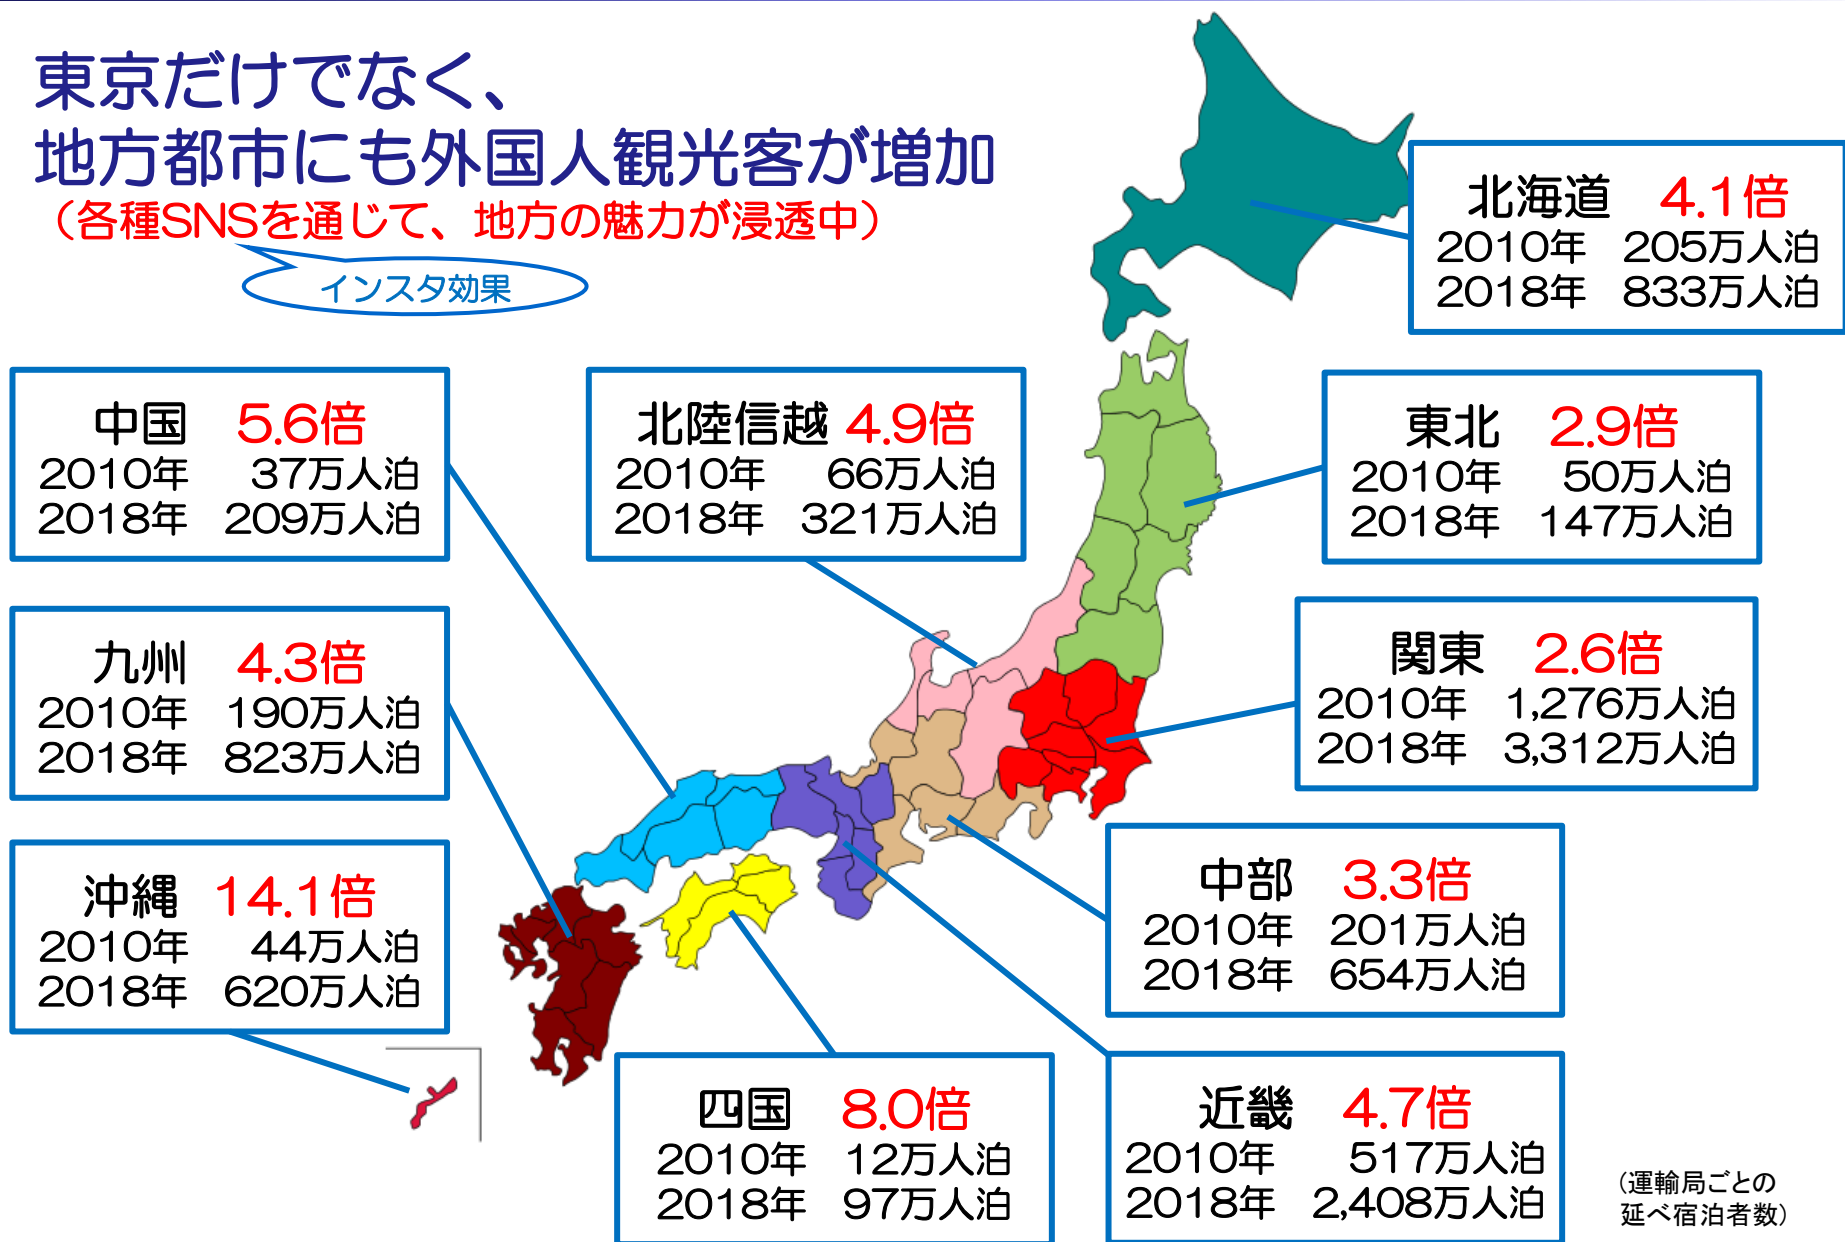 東京だけでなく、
地方都市にも外国人観光客が増加
（各種SNSを通じて、地方の魅力が浸透中）
インスタ効果
北海道 4.1倍
2010年 205万人泊
2018年 833万人泊
中国 5.6倍
2010年 37万人泊
2018年 209万人泊
北陸信越 4.9倍
2010年 66万人泊
2018年 321万人泊
東北 2.9倍
2010年 50万人泊
2018年 147万人泊
九州 4.3倍
2010年 190万人泊
2018年 823万人泊
関東 2.6倍
2010年 1,276万人泊
2018年 3,312万人泊
沖縄 14.1倍
2010年 44万人泊
2018年 620万人泊
中部 3.3倍
2010年 201万人泊
2018年 654万人泊
四国 8.0倍
2010年 12万人泊
2018年 97万人泊
近畿 4.7倍
2010年 517万人泊
2018年 2,408万人泊
（運輸局ごとの
延べ宿泊者数）